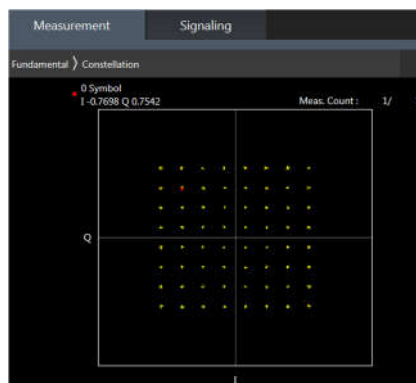 Measurement Signaling
Fundamental ⟩ Constellation
0 Symbol
I -0.7698 Q 0.7542 Meas. Count : 1/
Q
I